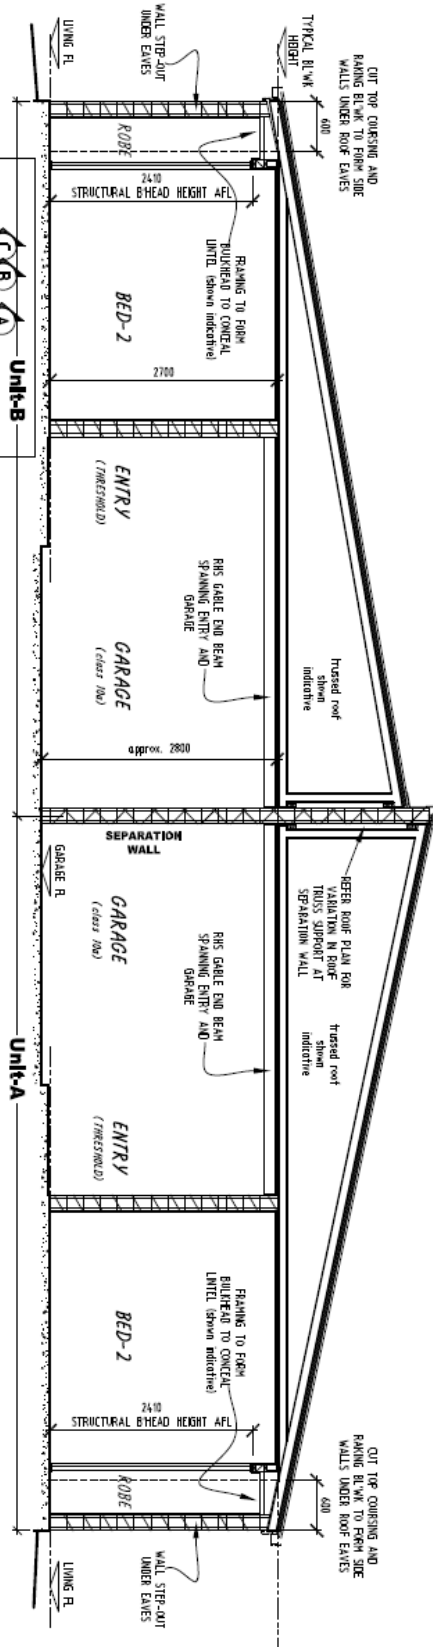 CUT TOP COURSING AND
RAKING BL'WK TO FORM SIDE
WALLS UNDER ROOF EAVES
600
TYPICAL BL'WK
HEIGHT
WALL STEP-OUT
UNDER EAVES
LIVING FL
ROBE
2410
STRUCTURAL B'HEAD HEIGHT AFL
FRAMING TO FORM
BULKHEAD TO CONCEAL
LINTEL (shown indicative)
BED-2
2700
C
B
A
Unit-B
ENTRY
(THRESHOLD)
RHS GABLE END BEAM
SPANNING ENTRY AND
GARAGE
GARAGE
(class 10a)
trussed roof
shown
indicative
approx. 2800
SEPARATION
WALL
GARAGE FL
REFER ROOF PLAN FOR
VARIATION IN ROOF
TRUSS SUPPORT AT
SEPARATION WALL
GARAGE
(class 10a)
RHS GABLE END BEAM
SPANNING ENTRY AND
GARAGE
trussed roof
shown
indicative
Unit-A
ENTRY
(THRESHOLD)
FRAMING TO FORM
BULKHEAD TO CONCEAL
LINTEL (shown indicative)
BED-2
2410
STRUCTURAL B'HEAD HEIGHT AFL
ROBE
CUT TOP COURSING AND
RAKING BL'WK TO FORM SIDE
WALLS UNDER ROOF EAVES
600
WALL STEP-OUT
UNDER EAVES
LIVING FL